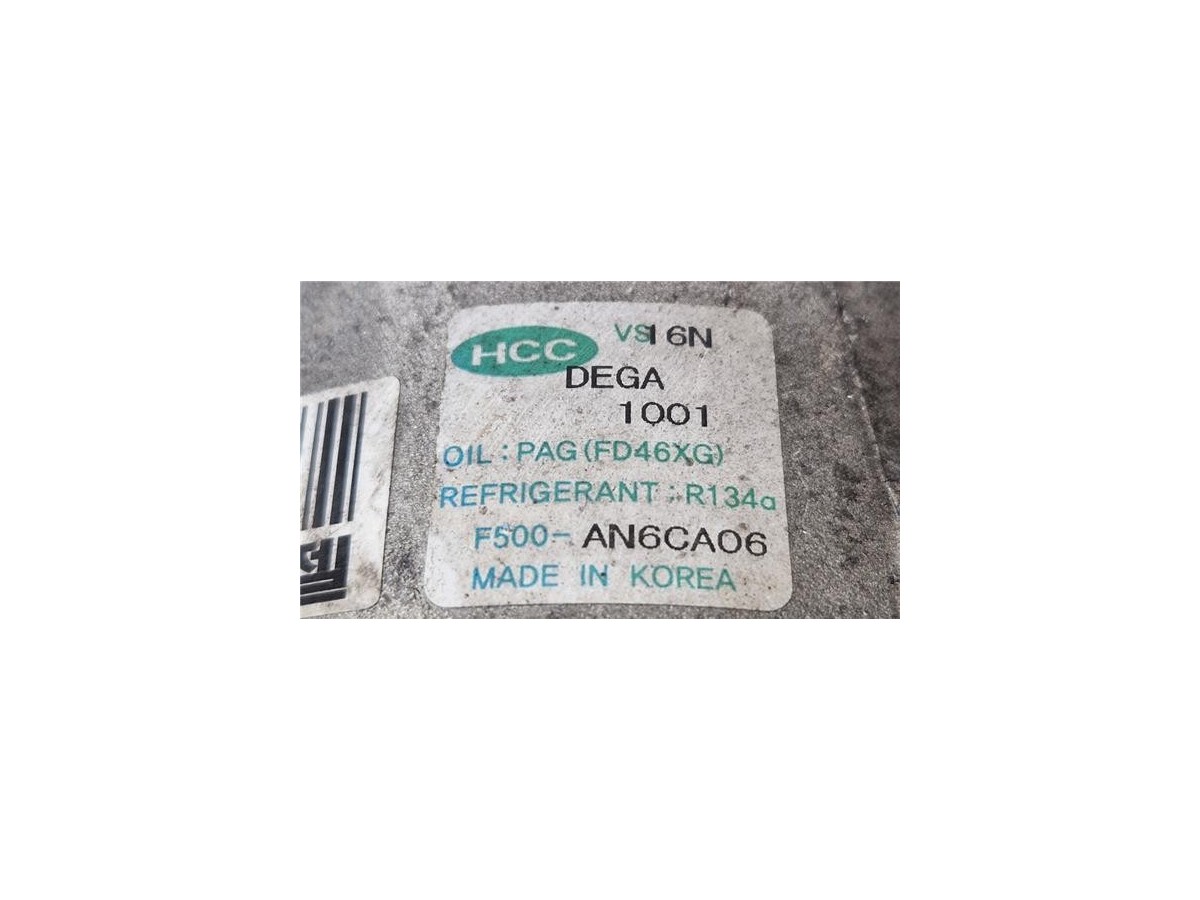 HCC VS16N
DEGA
1001
OIL : PAG (FD46XG)
REFRIGERANT : R134a
F500- AN6CA06
MADE IN KOREA